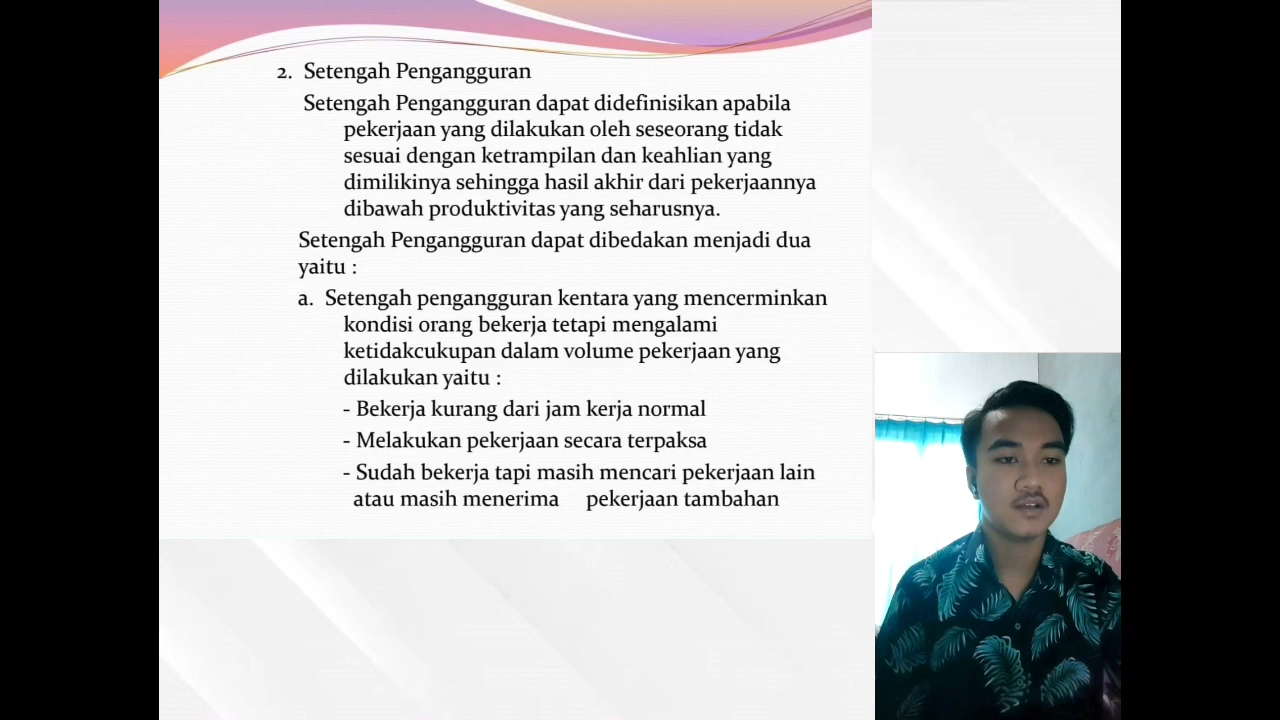 2. Setengah Pengangguran
Setengah Pengangguran dapat didefinisikan apabila
pekerjaan yang dilakukan oleh seseorang tidak
sesuai dengan ketrampilan dan keahlian yang
dimilikinya sehingga hasil akhir dari pekerjaannya
dibawah produktivitas yang seharusnya.
Setengah Pengangguran dapat dibedakan menjadi dua
yaitu :
a. Setengah pengangguran kentara yang mencerminkan
kondisi orang bekerja tetapi mengalami
ketidakcukupan dalam volume pekerjaan yang
dilakukan yaitu :
- Bekerja kurang dari jam kerja normal
- Melakukan pekerjaan secara terpaksa
- Sudah bekerja tapi masih mencari pekerjaan lain
atau masih menerima pekerjaan tambahan